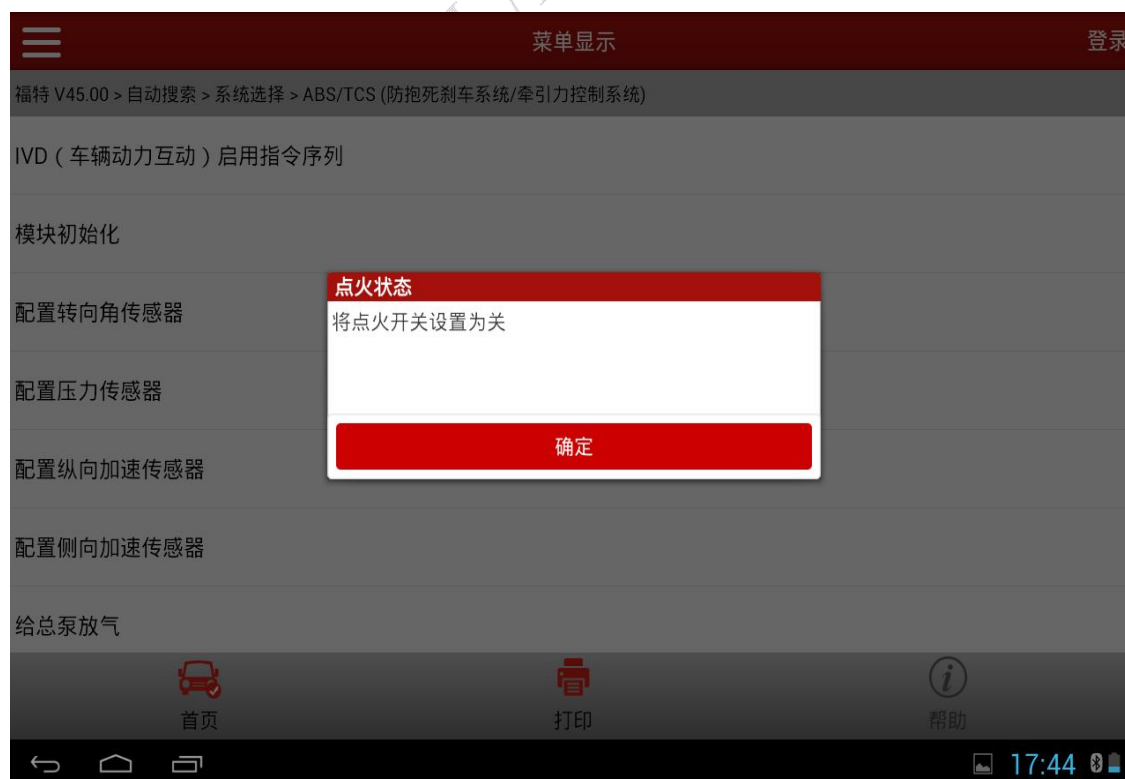 菜单显示
登录
福特 V45.00 > 自动搜索 > 系统选择 > ABS/TCS (防抱死刹车系统/牵引力控制系统)
IVD（车辆动力互动）启用指令序列
模块初始化
配置转向角传感器
点火状态
将点火开关设置为关
配置压力传感器
确定
配置纵向加速传感器
配置侧向加速传感器
给总泵放气
首页
打印
帮助
17:44